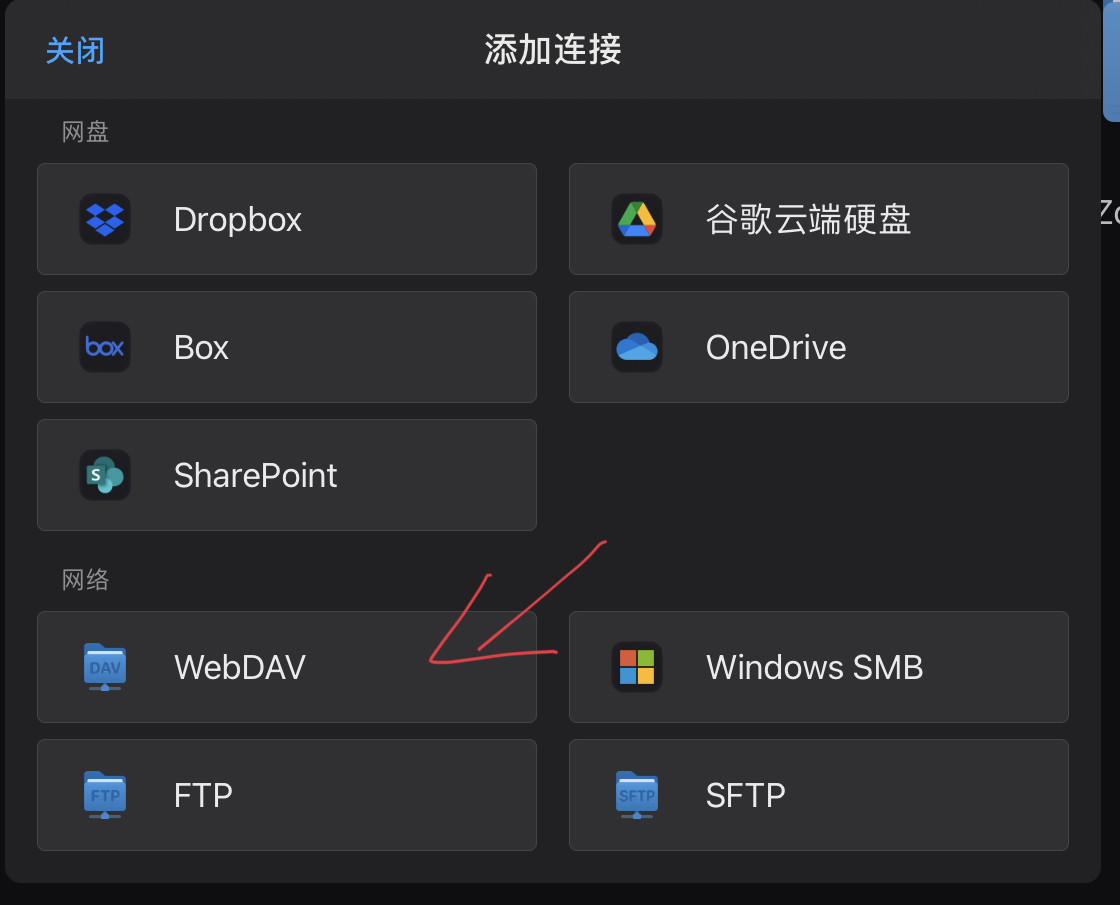 关闭
添加连接
网盘
Dropbox
谷歌云端硬盘
box
Box
OneDrive
S
SharePoint
网络
DAV
WebDAV
Windows SMB
FTP
FTP
SFTP
SFTP